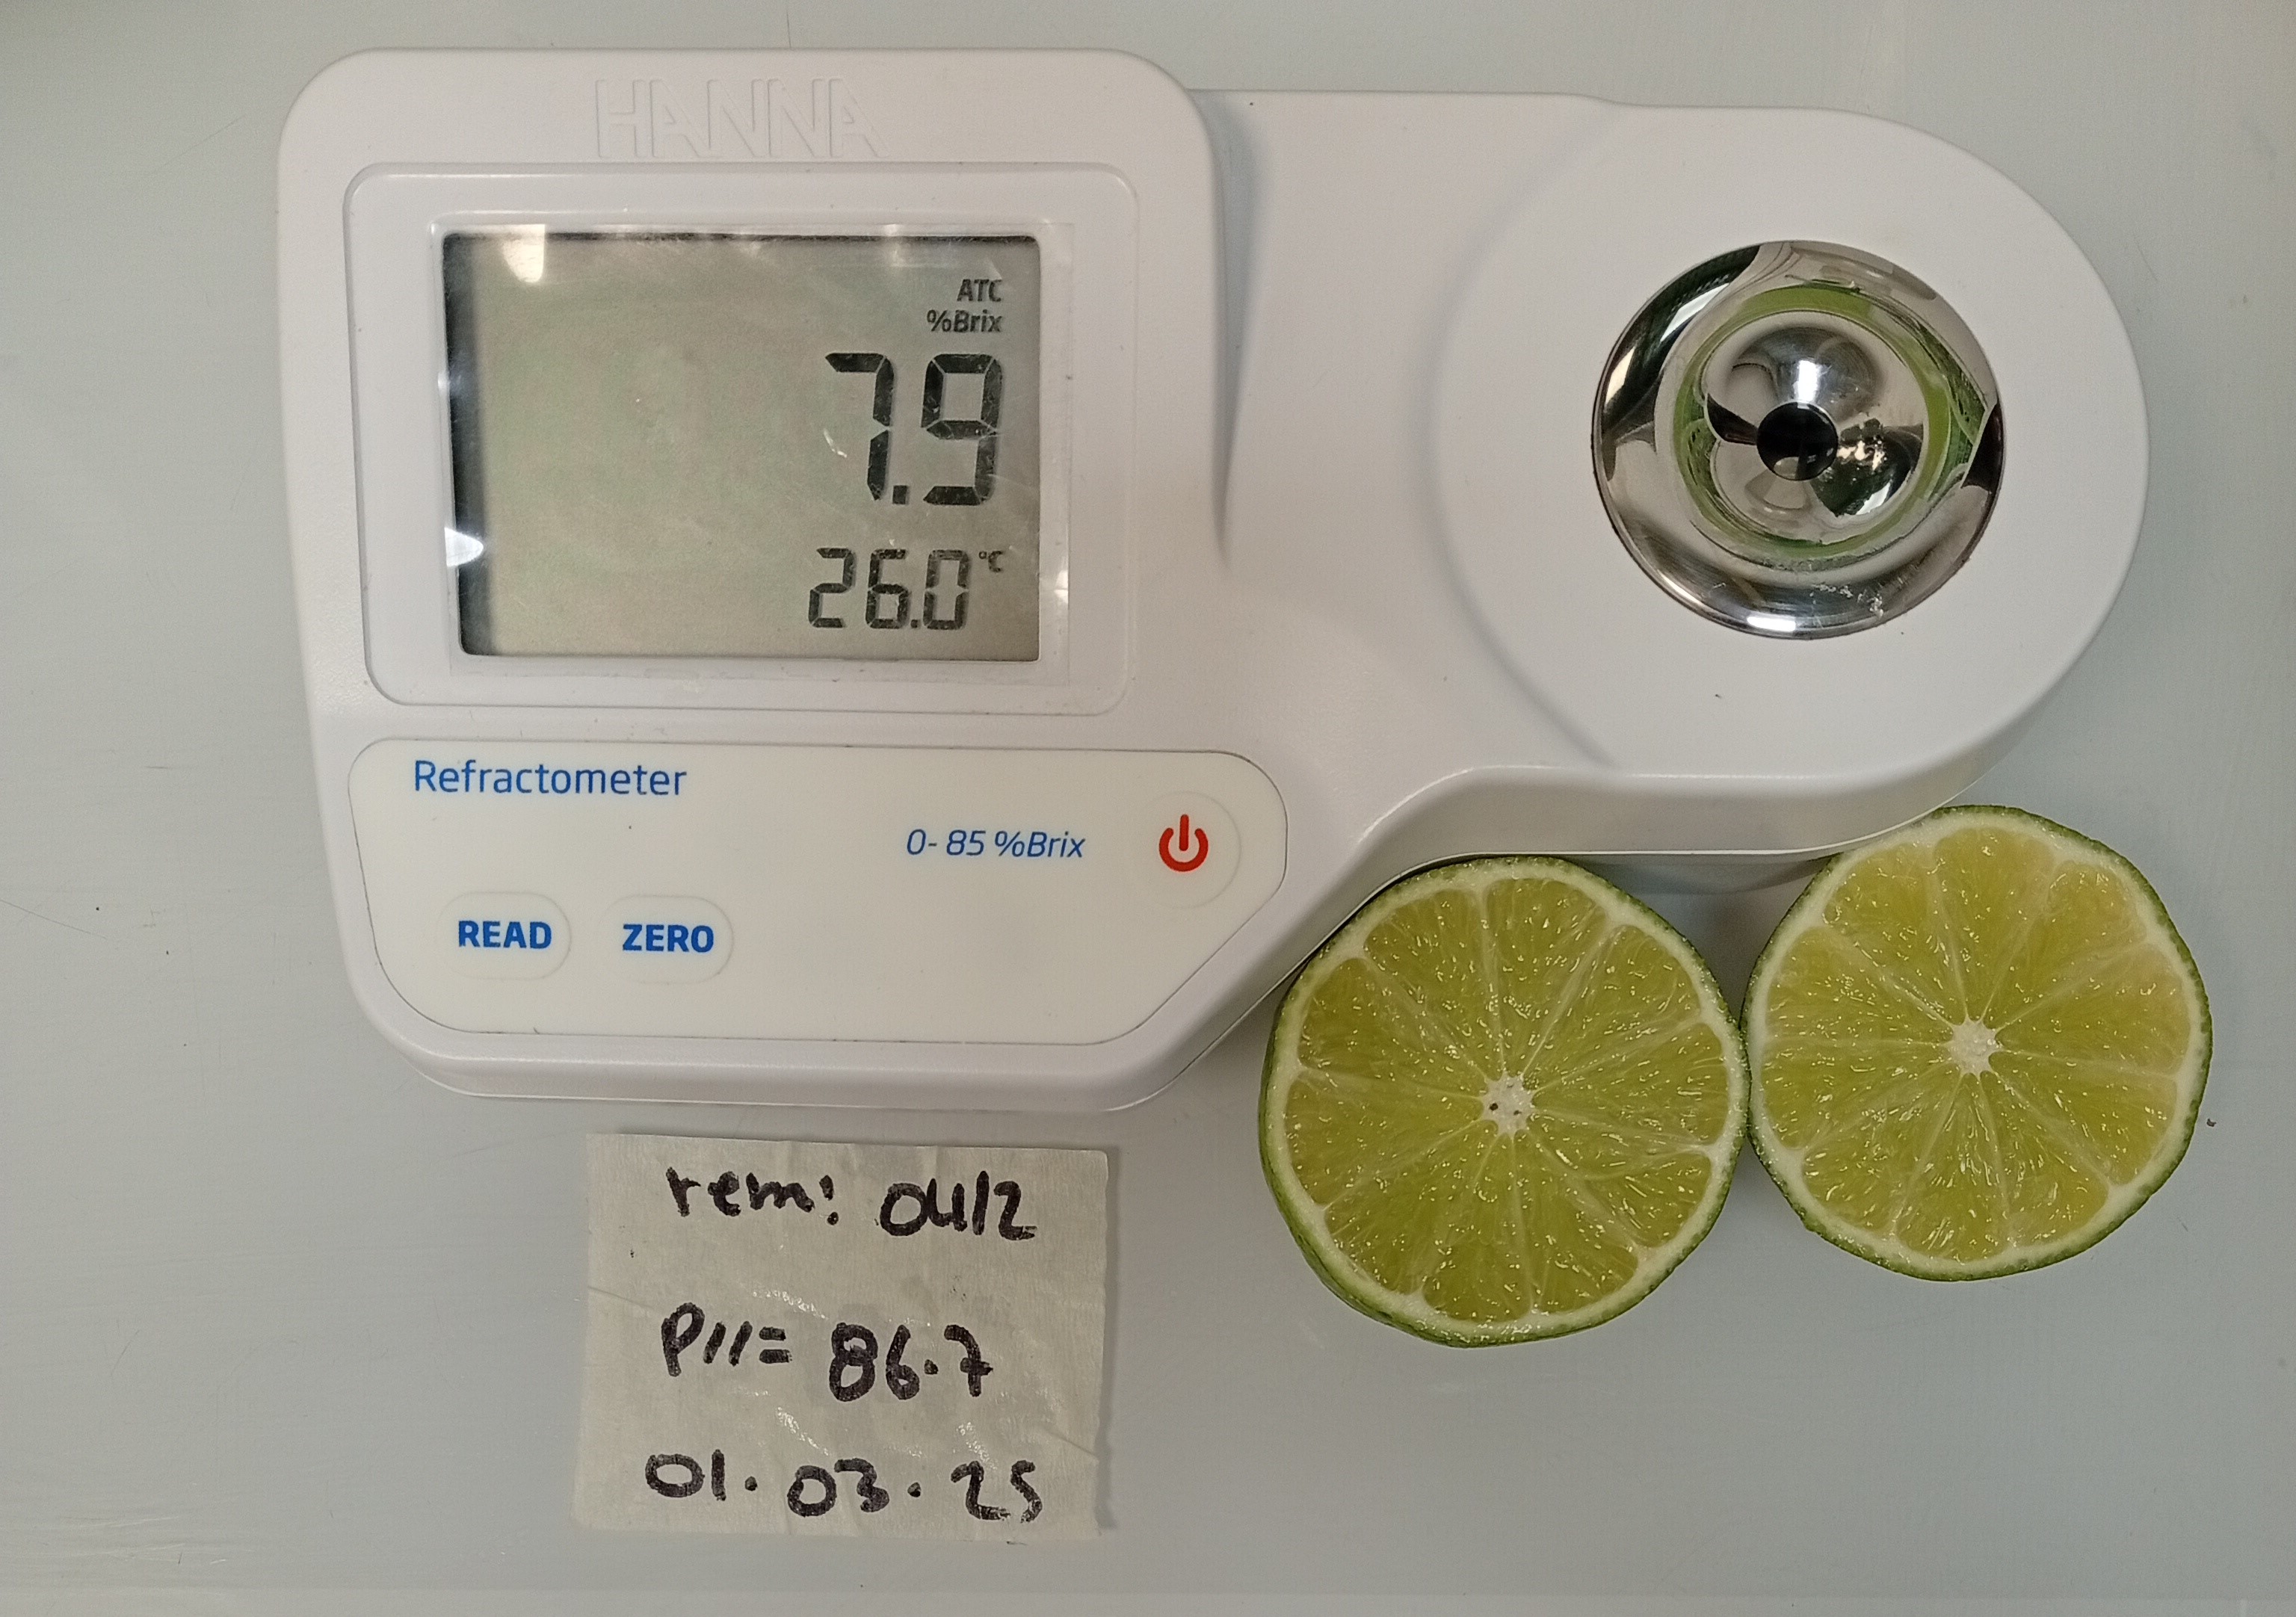 HANNA
ATC
%Brix
7.9
26.0°C
Refractometer
0-85 %Brix
READ
ZERO
rem: 0412
P11= 86.7
01.03.25